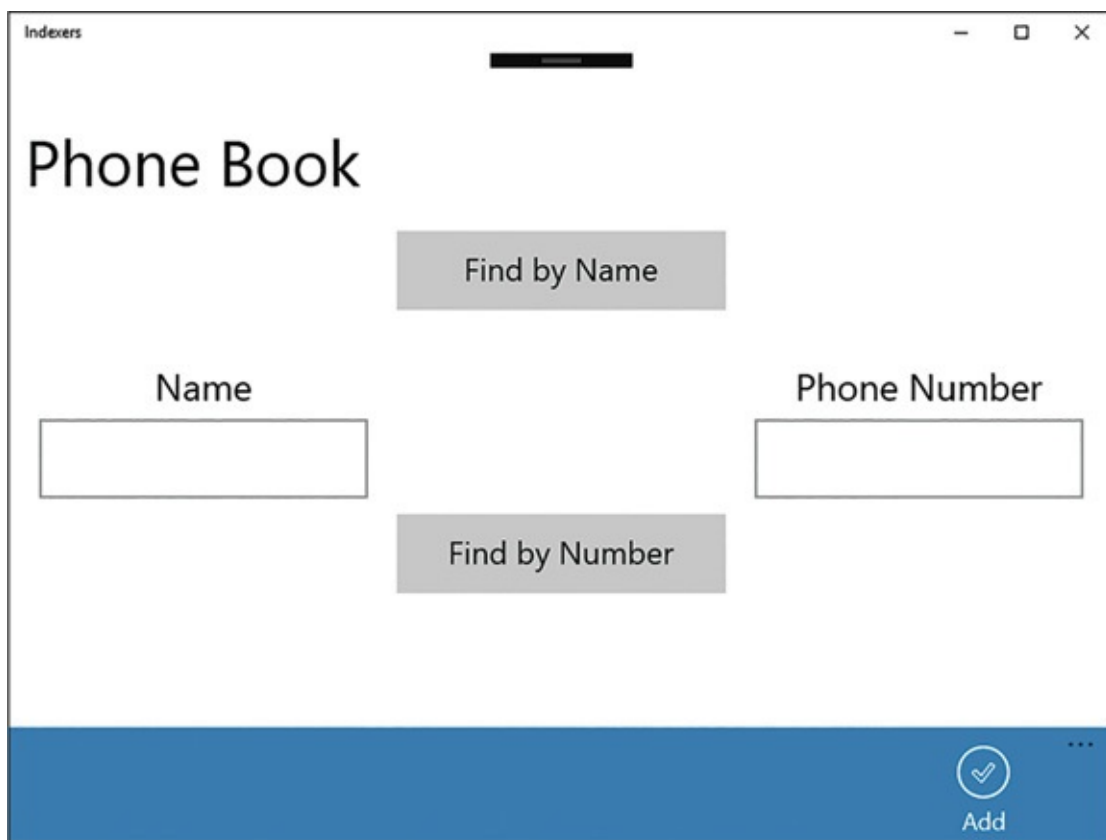 Indexers
Phone Book
Find by Name
Name
Phone Number
Find by Number
Add